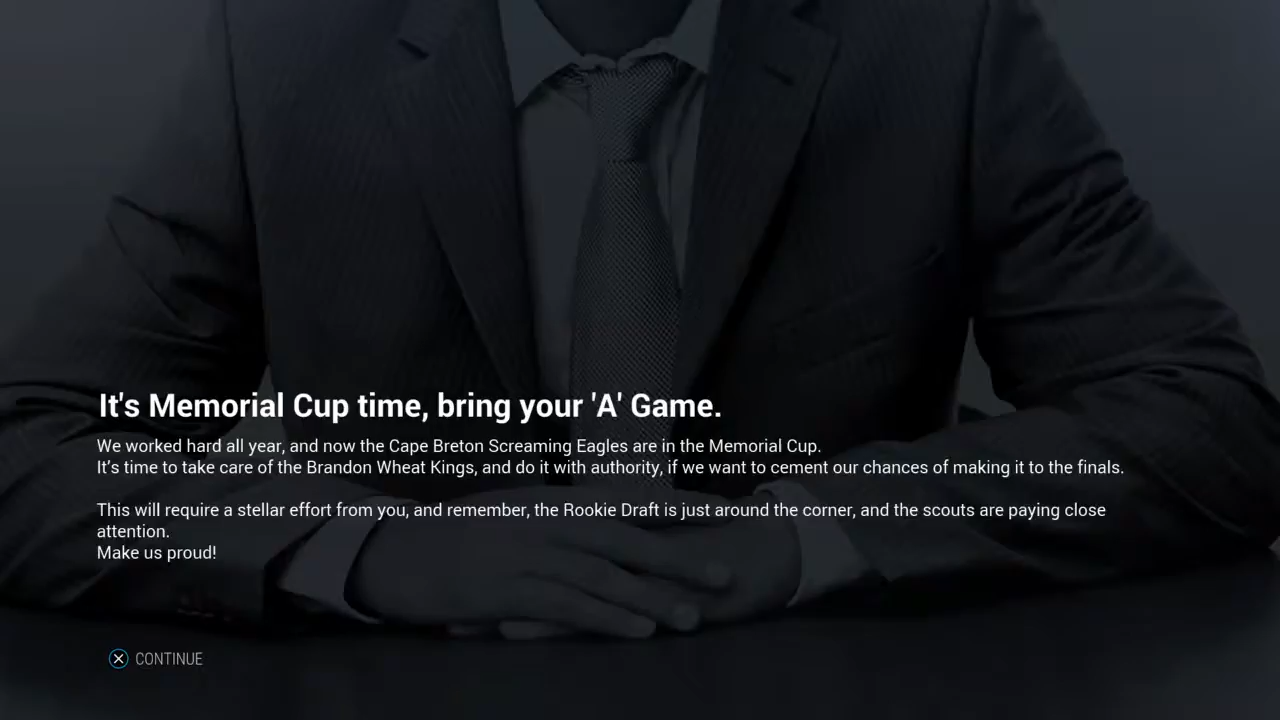 It's Memorial Cup time, bring your 'A' Game.
We worked hard all year, and now the Cape Breton Screaming Eagles are in the Memorial Cup.
It's time to take care of the Brandon Wheat Kings, and do it with authority, if we want to cement our chances of making it to the finals.
This will require a stellar effort from you, and remember, the Rookie Draft is just around the corner, and the scouts are paying close
attention.
Make us proud!
CONTINUE